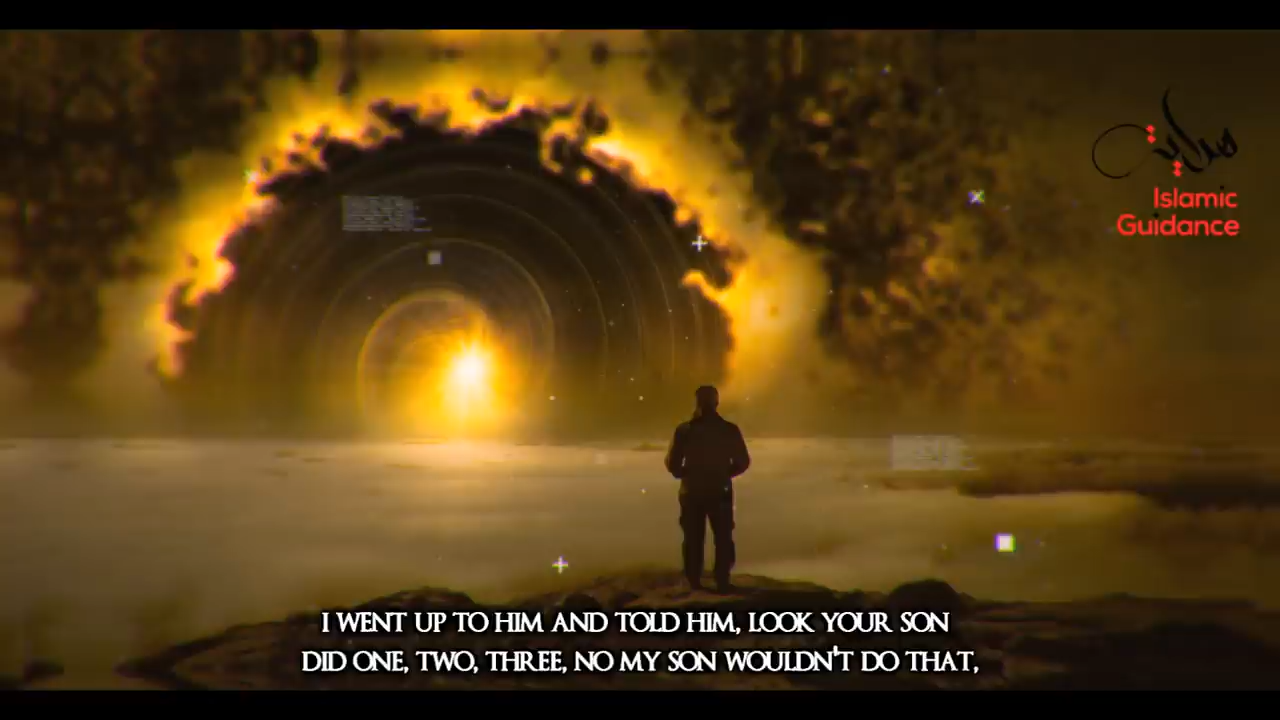 هداية
Islamic
Guidance
I WENT UP TO HIM AND TOLD HIM, LOOK YOUR SON
DID ONE, TWO, THREE, NO MY SON WOULDN'T DO THAT,